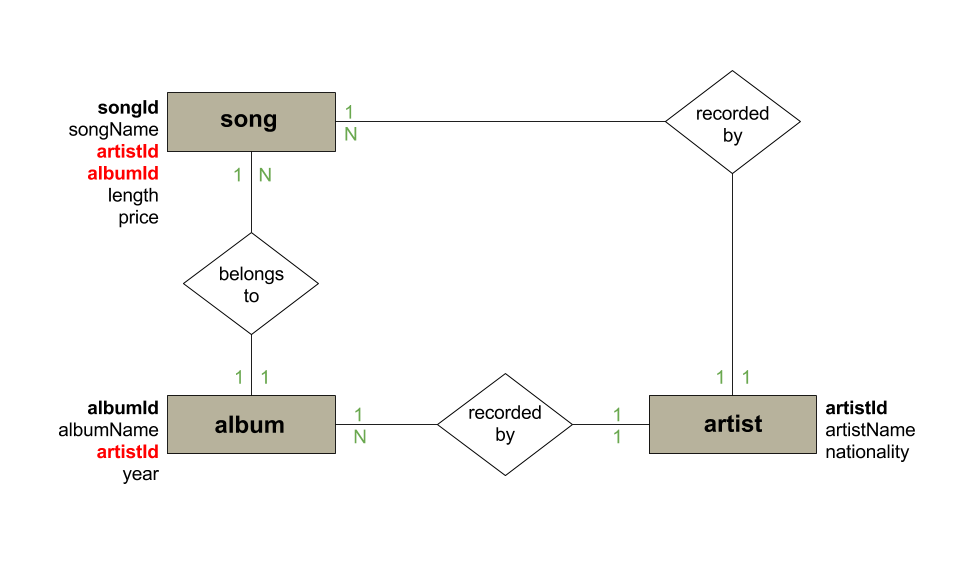 songId
songName
artistId
albumId
length
price
song
1
N
recorded
by
1 N
belongs
to
1 1
1 1
albumId
albumName
artistId
year
album
1
N
recorded
by
1
1
artist
artistId
artistName
nationality